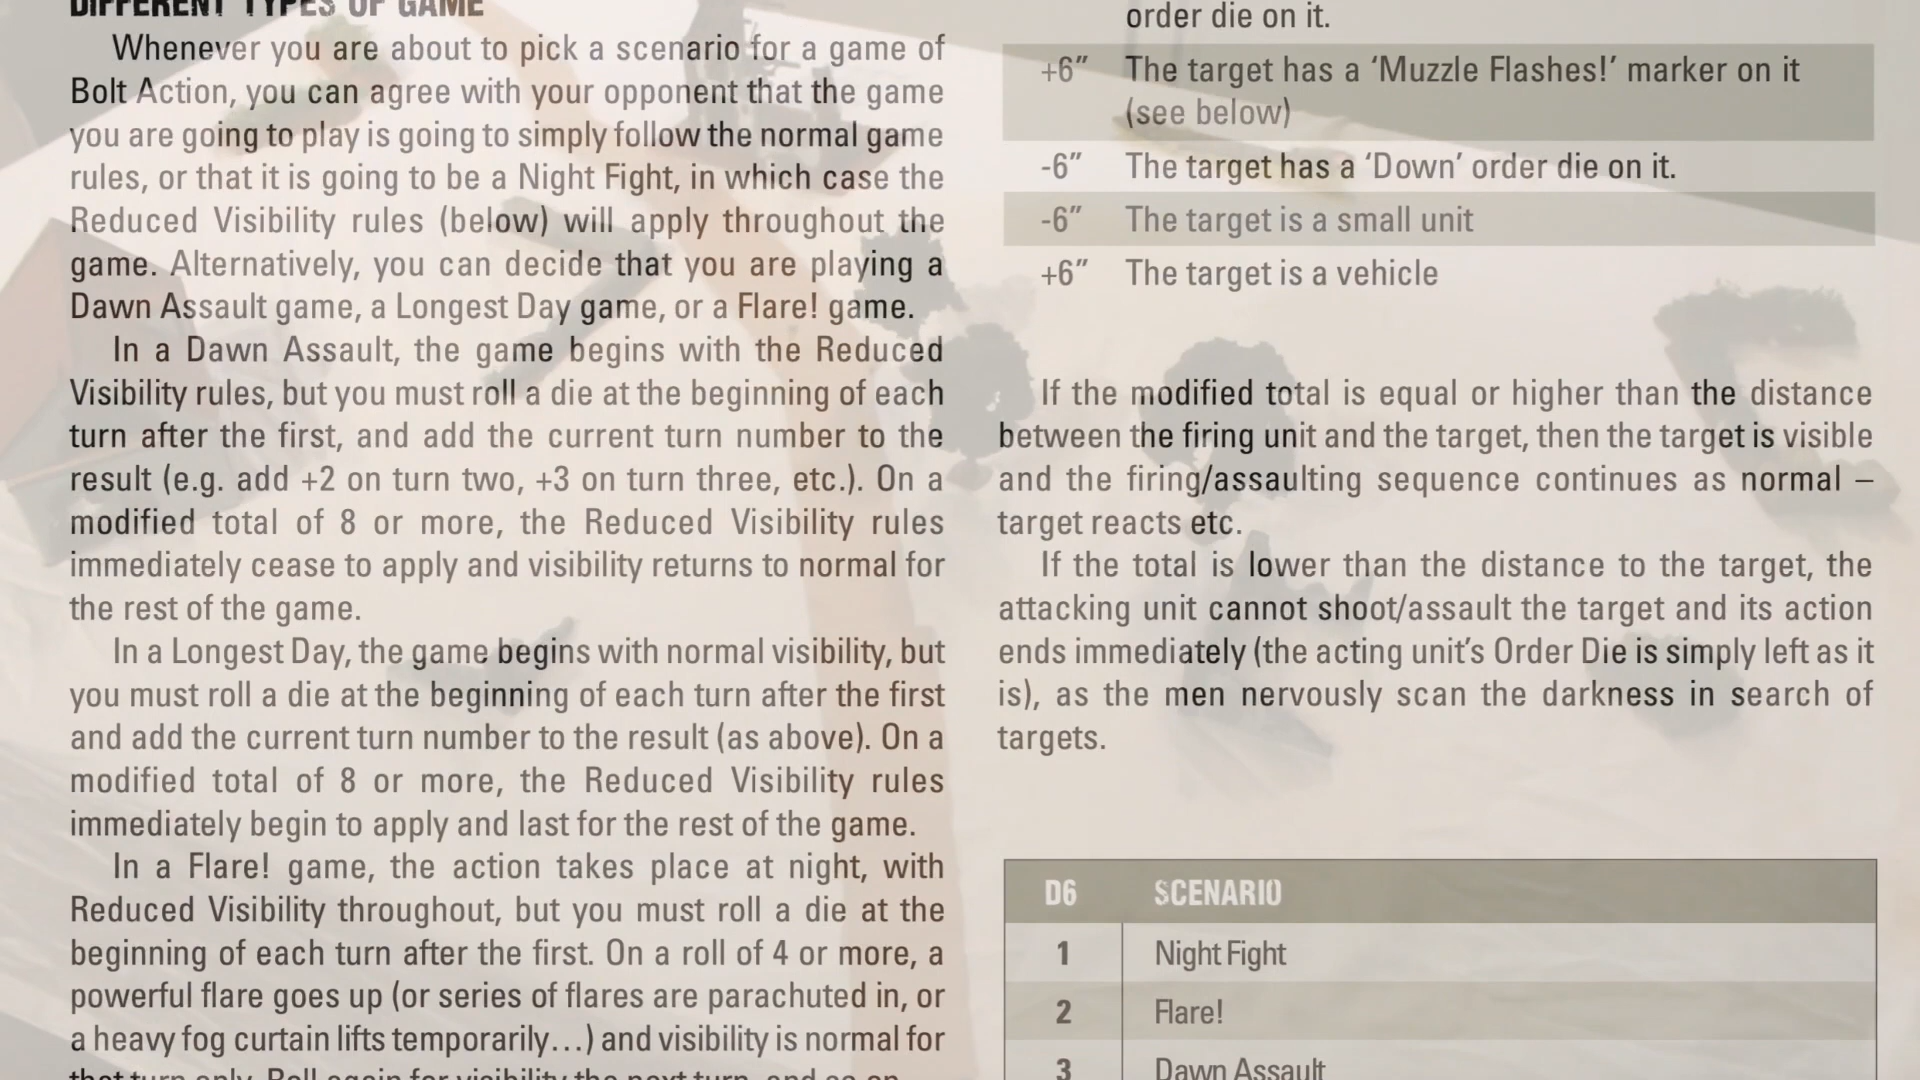 DIFFERENT TYPES OF GAME
Whenever you are about to pick a scenario for a game of
Bolt Action, you can agree with your opponent that the game
you are going to play is going to simply follow the normal game
rules, or that it is going to be a Night Fight, in which case the
Reduced Visibility rules (below) will apply throughout the
game. Alternatively, you can decide that you are playing a
Dawn Assault game, a Longest Day game, or a Flare! game.
In a Dawn Assault, the game begins with the Reduced
Visibility rules, but you must roll a die at the beginning of each
turn after the first, and add the current turn number to the
result (e.g. add +2 on turn two, +3 on turn three, etc.). On a
modified total of 8 or more, the Reduced Visibility rules
immediately cease to apply and visibility returns to normal for
the rest of the game.
In a Longest Day, the game begins with normal visibility, but
you must roll a die at the beginning of each turn after the first
and add the current turn number to the result (as above). On a
modified total of 8 or more, the Reduced Visibility rules
immediately begin to apply and last for the rest of the game.
In a Flare! game, the action takes place at night, with
Reduced Visibility throughout, but you must roll a die at the
beginning of each turn after the first. On a roll of 4 or more, a
powerful flare goes up (or series of flares are parachuted in, or
a heavy fog curtain lifts temporarily…) and visibility is normal for
that turn only. Roll again for visibility the next turn, and so on.
order die on it.
+6” The target has a ‘Muzzle Flashes!’ marker on it
(see below)
-6” The target has a ‘Down’ order die on it.
-6” The target is a small unit
+6” The target is a vehicle
If the modified total is equal or higher than the distance
between the firing unit and the target, then the target is visible
and the firing/assaulting sequence continues as normal –
target reacts etc.
If the total is lower than the distance to the target, the
attacking unit cannot shoot/assault the target and its action
ends immediately (the acting unit’s Order Die is simply left as it
is), as the men nervously scan the darkness in search of
targets.
D6 SCENARIO
1 Night Fight
2 Flare!
3 Dawn Assault